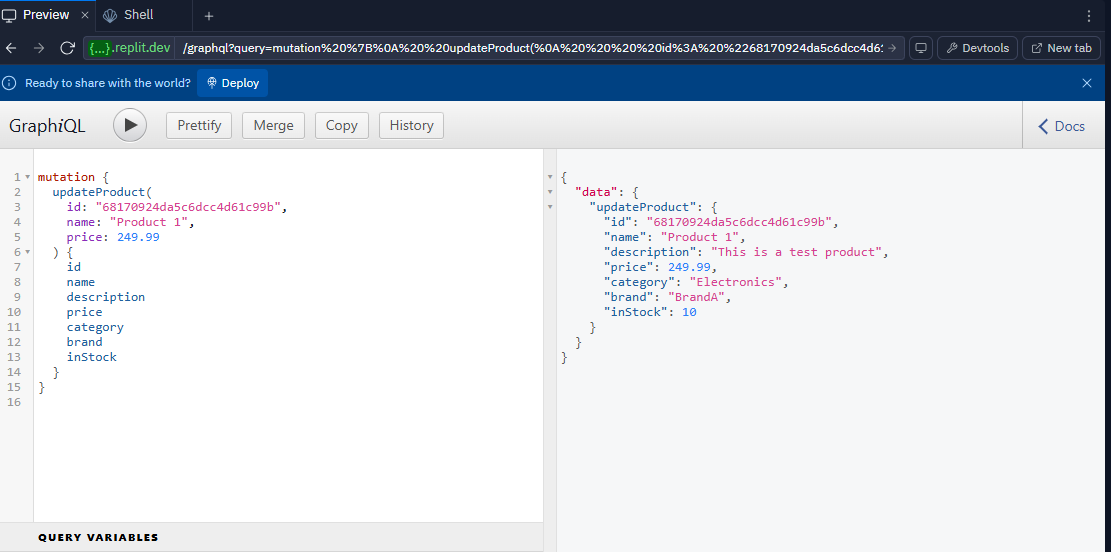 Preview × Shell +
{...}.replit.dev /graphql?query=mutation%20%7B%0A%20%20updateProduct(%0A%20%20%20%20id%3A%20%2268170924da5c6dcc4d6 Devtools New tab
Ready to share with the world? Deploy ×
GraphiQL Prettify Merge Copy History Docs
1 mutation {
2 updateProduct(
3 id: "68170924da5c6dcc4d61c99b",
4 name: "Product 1",
5 price: 249.99
6 ) {
7 id
8 name
9 description
10 price
11 category
12 brand
13 inStock
14 }
15 }
16
QUERY VARIABLES
{
"data": {
"updateProduct": {
"id": "68170924da5c6dcc4d61c99b",
"name": "Product 1",
"description": "This is a test product",
"price": 249.99,
"category": "Electronics",
"brand": "BrandA",
"inStock": 10
}
}
}